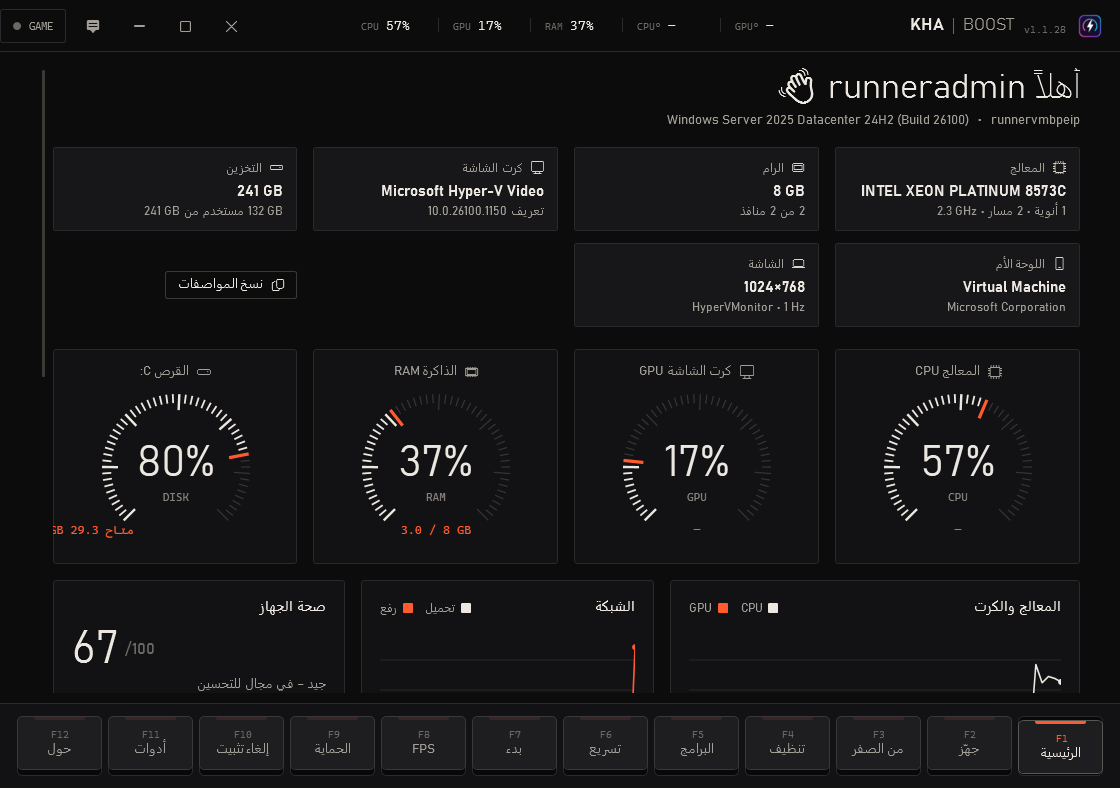 GAME
CPU 57% GPU 17% RAM 37% CPU° — GPU° —
KHA | BOOST v1.1.28
أهلاً runneradmin 👋
Windows Server 2025 Datacenter 24H2 (Build 26100) • runnervmbpeip
المعالج
INTEL XEON PLATINUM 8573C
1 أنوية • 2 مسار • 2.3 GHz
الرام
8 GB
2 من 2 منافذ
كرت الشاشة
Microsoft Hyper-V Video
تعريف 10.0.26100.1150
التخزين
241 GB
132 GB مستخدم من 241 GB
اللوحة الأم
Virtual Machine
Microsoft Corporation
الشاشة
1024×768
HyperVMonitor • 1 Hz
نسخ المواصفات
المعالج CPU
57%
CPU
—
كرت الشاشة GPU
17%
GPU
—
الذاكرة RAM
37%
RAM
3.0 / 8 GB
القرص C:
80%
DISK
متاح 29.3 GB
المعالج والكرت
CPU GPU
الشبكة
تحميل رفع
صحة الجهاز
67 /100
جيد – في مجال للتحسين
F1 الرئيسية
F2 جهّز
F3 من الصفر
F4 تنظيف
F5 البرامج
F6 تسريع
F7 بدء
F8 FPS
F9 الحماية
F10 إلغاء تثبيت
F11 أدوات
F12 حول